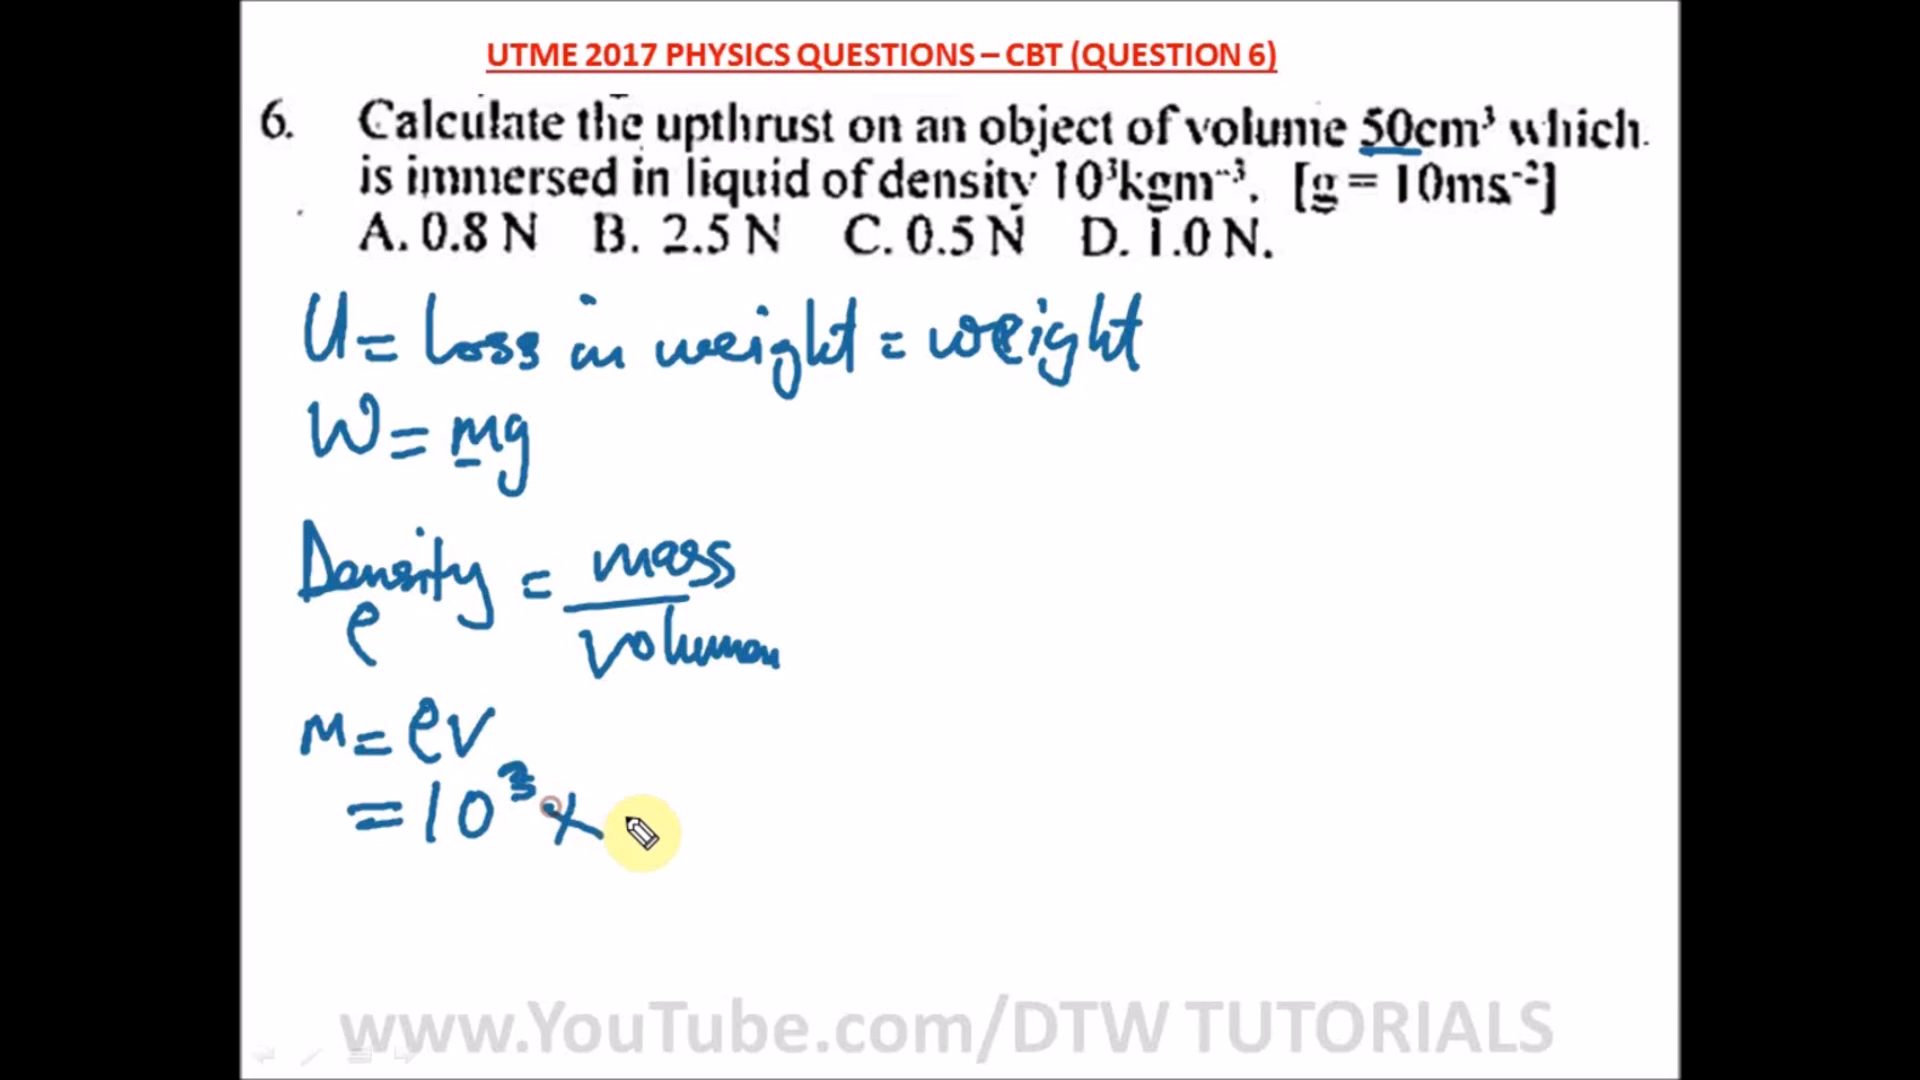 UTME 2017 PHYSICS QUESTIONS – CBT (QUESTION 6)
6. Calculate the upthrust on an object of volume 50cm³ which
is immersed in liquid of density 10³kgm⁻³. [g = 10ms⁻²]
A. 0.8 N B. 2.5 N C. 0.5 N D. 1.0 N.
U = Loss in weight = weight
W = mg
Density = mass
ρ volume
M = ρV
= 10³ ×
www.YouTube.com/DTW TUTORIALS